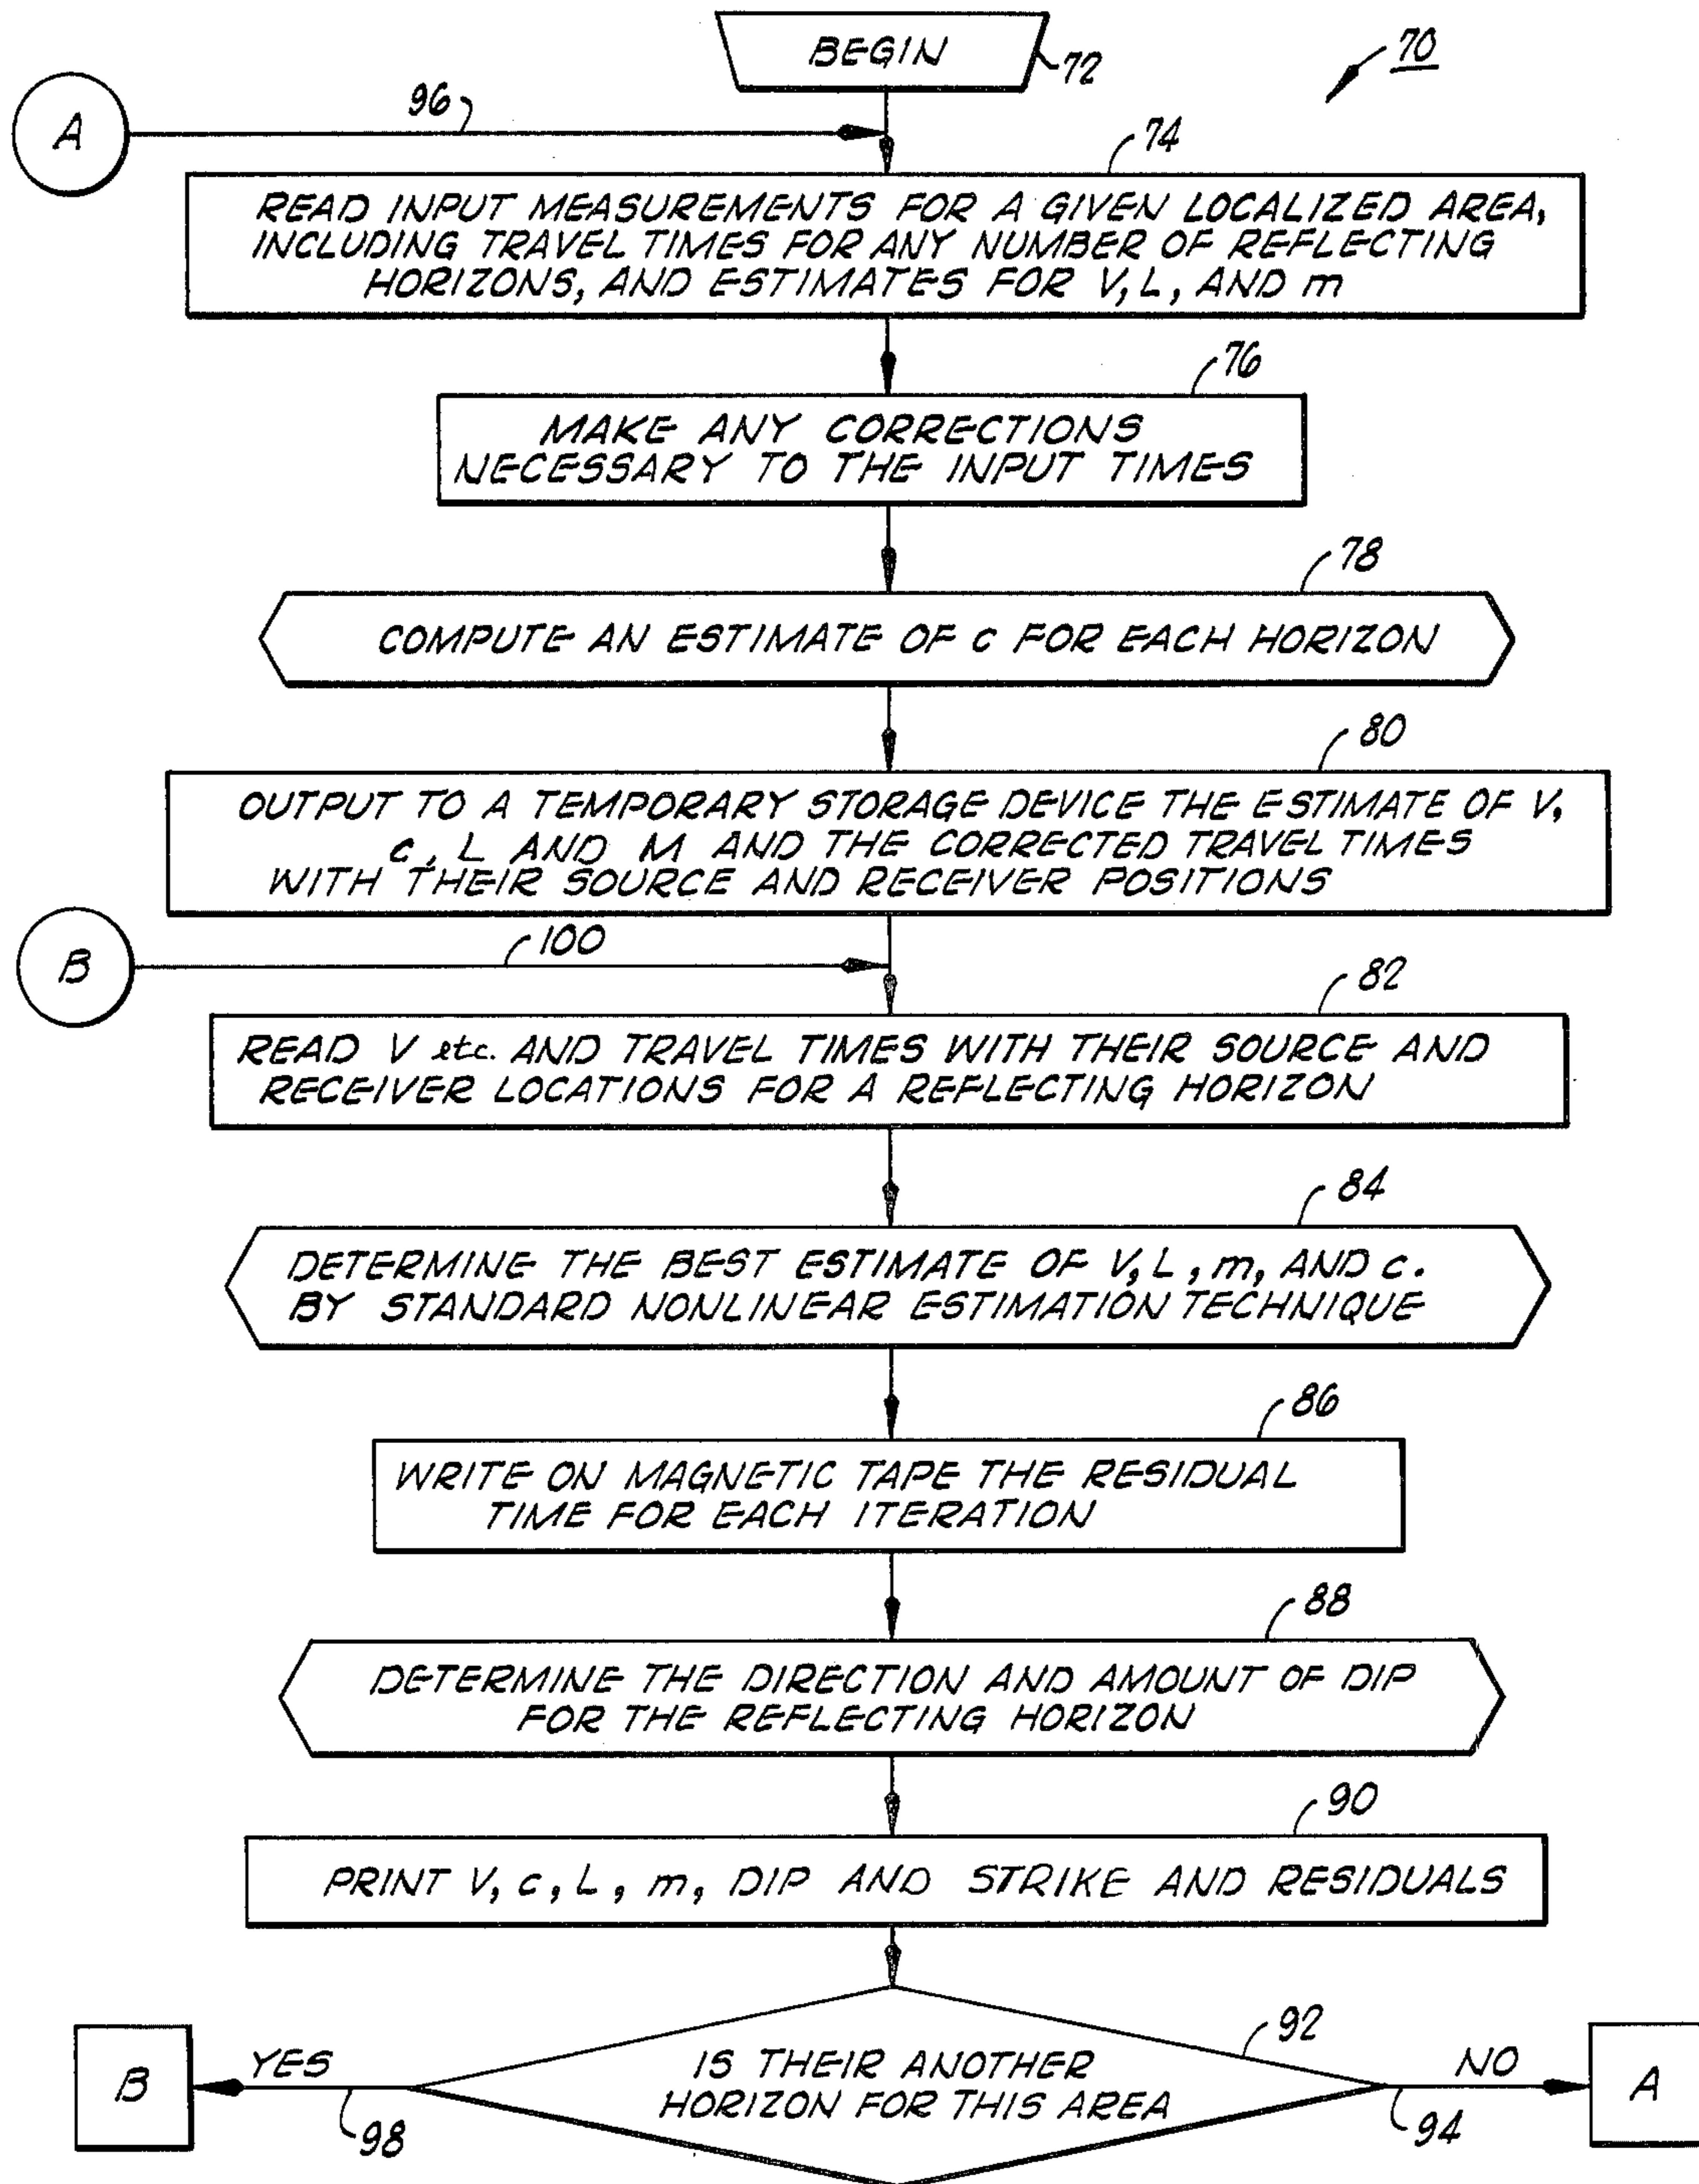 BEGIN
72
70
A
96
74
READ INPUT MEASUREMENTS FOR A GIVEN LOCALIZED AREA,
INCLUDING TRAVEL TIMES FOR ANY NUMBER OF REFLECTING
HORIZONS, AND ESTIMATES FOR V, L, AND m
76
MAKE ANY CORRECTIONS
NECESSARY TO THE INPUT TIMES
78
COMPUTE AN ESTIMATE OF c FOR EACH HORIZON
80
OUTPUT TO A TEMPORARY STORAGE DEVICE THE ESTIMATE OF V,
c, L AND M AND THE CORRECTED TRAVEL TIMES
WITH THEIR SOURCE AND RECEIVER POSITIONS
B
100
82
READ V etc. AND TRAVEL TIMES WITH THEIR SOURCE AND
RECEIVER LOCATIONS FOR A REFLECTING HORIZON
84
DETERMINE THE BEST ESTIMATE OF V, L, m, AND c.
BY STANDARD NONLINEAR ESTIMATION TECHNIQUE
86
WRITE ON MAGNETIC TAPE THE RESIDUAL
TIME FOR EACH ITERATION
88
DETERMINE THE DIRECTION AND AMOUNT OF DIP
FOR THE REFLECTING HORIZON
90
PRINT V, c, L, m, DIP AND STRIKE AND RESIDUALS
92
IS THEIR ANOTHER
HORIZON FOR THIS AREA
YES
B
98
NO
A
94